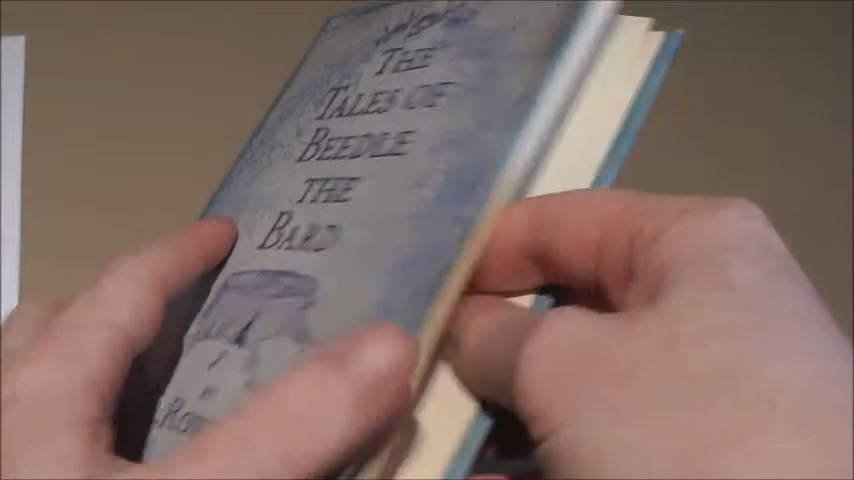 THE
TALES OF
BEEDLE
THE
BARD